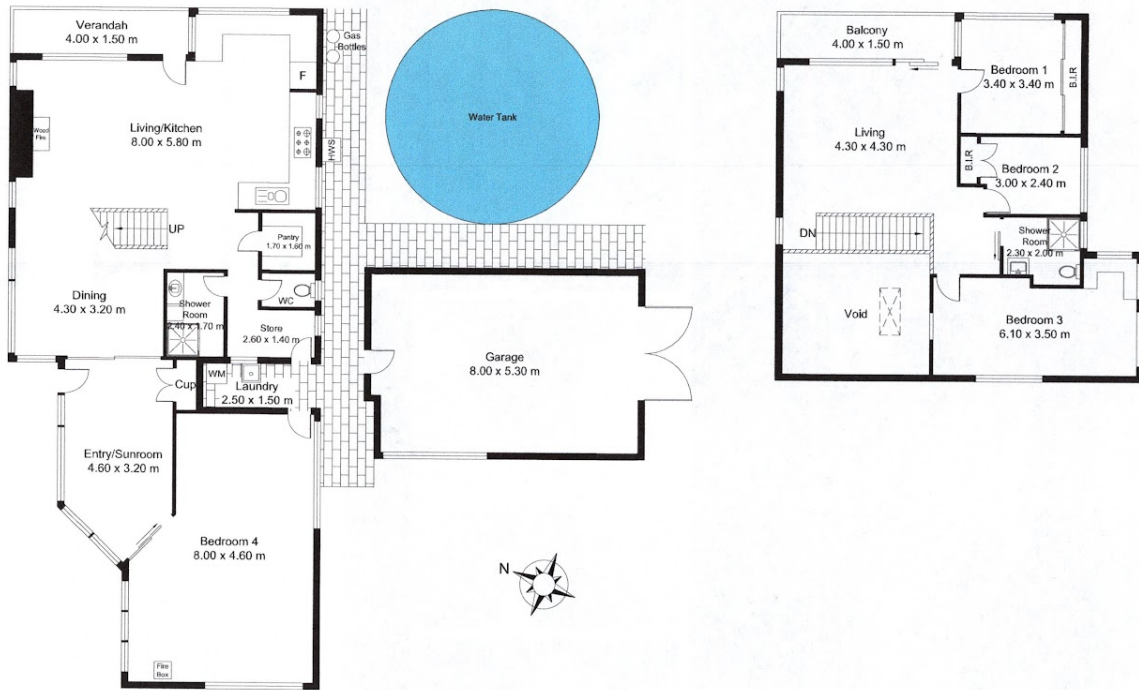 Verandah
4.00 x 1.50 m
Gas
Bottles
F
Wood
Fire
Living/Kitchen
8.00 x 5.80 m
HWS
Water Tank
UP
Pantry
1.70 x 1.60 m
WC
Dining
4.30 x 3.20 m
Shower
Room
2.40 x 1.70 m
Store
2.60 x 1.40 m
Cup
WM
Laundry
2.50 x 1.50 m
Garage
8.00 x 5.30 m
Entry/Sunroom
4.60 x 3.20 m
Bedroom 4
8.00 x 4.60 m
Fire
Box
N
Balcony
4.00 x 1.50 m
Bedroom 1
3.40 x 3.40 m
B.I.R
Living
4.30 x 4.30 m
B.I.R
Bedroom 2
3.00 x 2.40 m
DN
Shower
Room
2.30 x 2.00 m
Void
Bedroom 3
6.10 x 3.50 m